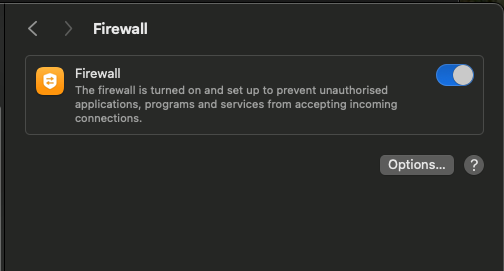 Firewall
Firewall
The firewall is turned on and set up to prevent unauthorised
applications, programs and services from accepting incoming
connections.
Options...
?